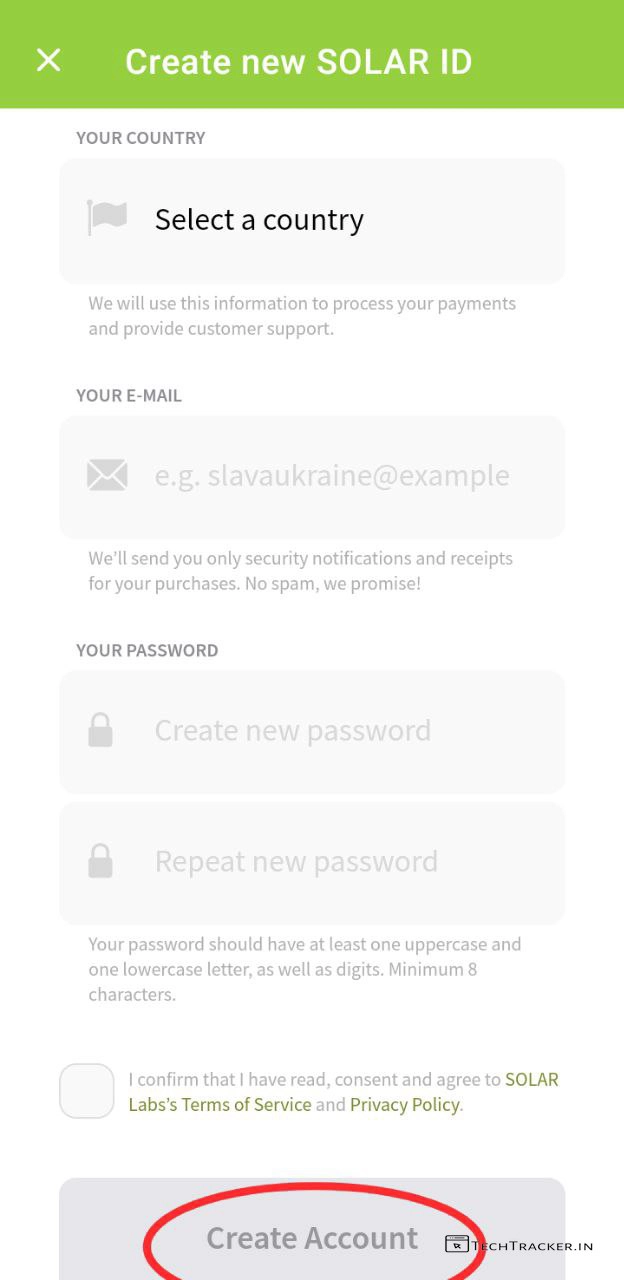 Create new SOLAR ID
YOUR COUNTRY
Select a country
We will use this information to process your payments
and provide customer support.
YOUR E-MAIL
e.g. slavaukraine@example
We'll send you only security notifications and receipts
for your purchases. No spam, we promise!
YOUR PASSWORD
Create new password
Repeat new password
Your password should have at least one uppercase and
one lowercase letter, as well as digits. Minimum 8
characters.
I confirm that I have read, consent and agree to SOLAR
Labs's Terms of Service and Privacy Policy.
Create Account
TECHTRACKER.IN